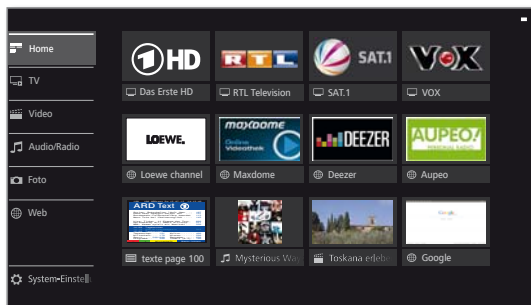 Home
TV
Video
Audio/Radio
Foto
Web
System-Einstell
HD
RTL
SAT.1
VOX
Das Erste HD
RTL Television
SAT.1
VOX
LOEWE.
maxdome
Online
Videothek
DEEZER
AUPEO!
PERSONAL RADIO
Loewe channel
Maxdome
Deezer
Aupeo
ARD Text
Google
texte page 100
Mysterious Wa
Toskana erlebe
Google